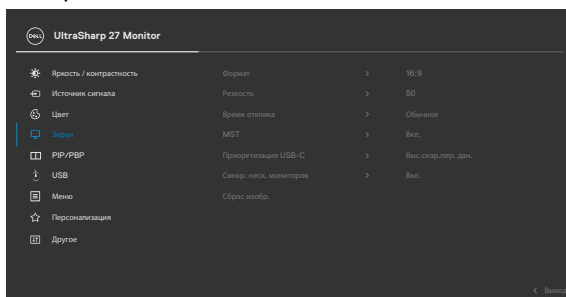 DELL UltraSharp 27 Monitor
Яркость / контрастность Формат > 16:9
Источник сигнала Резкость > 50
Цвет Время отклика > Обычное
Экран MST > Вкл.
PIP/PBP Приоретизация USB-C > Выс.скор.пер. дан.
USB Синхр. неск. мониторов > Вкл.
Меню Сброс изобр.
Персонализация
Другое
< Выход